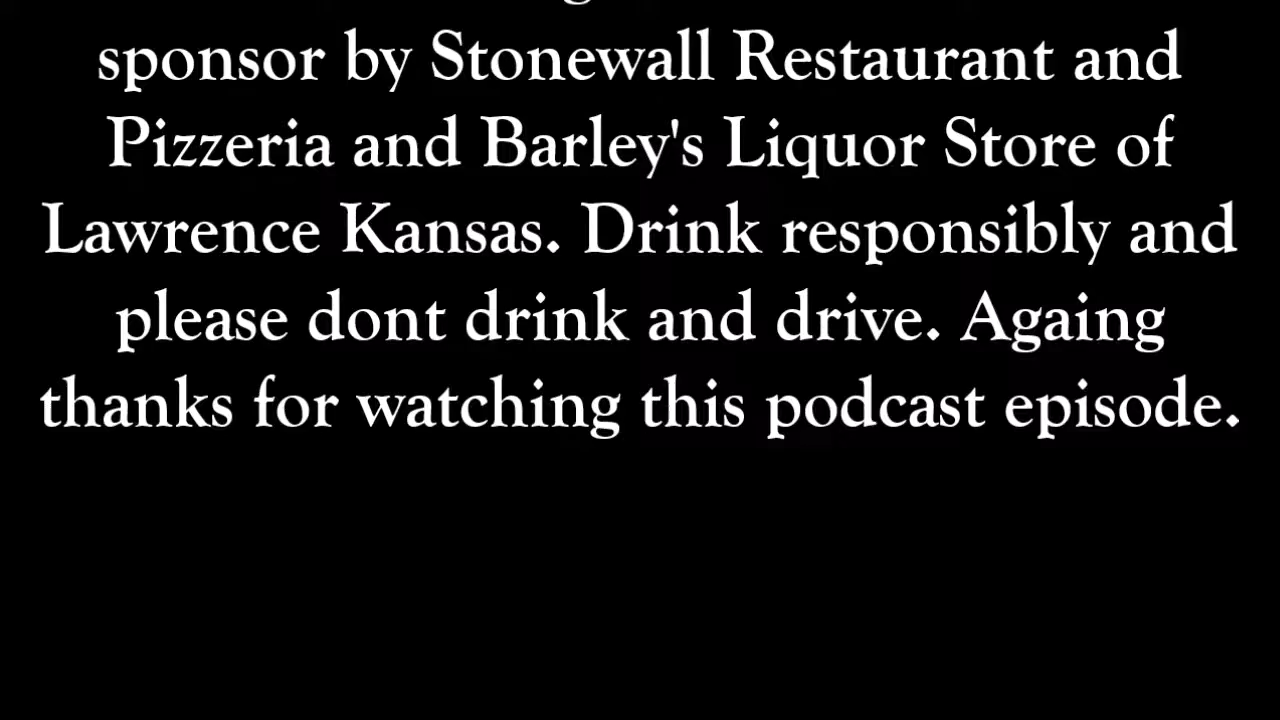 sponsor by Stonewall Restaurant and
Pizzeria and Barley's Liquor Store of
Lawrence Kansas. Drink responsibly and
please dont drink and drive. Againg
thanks for watching this podcast episode.